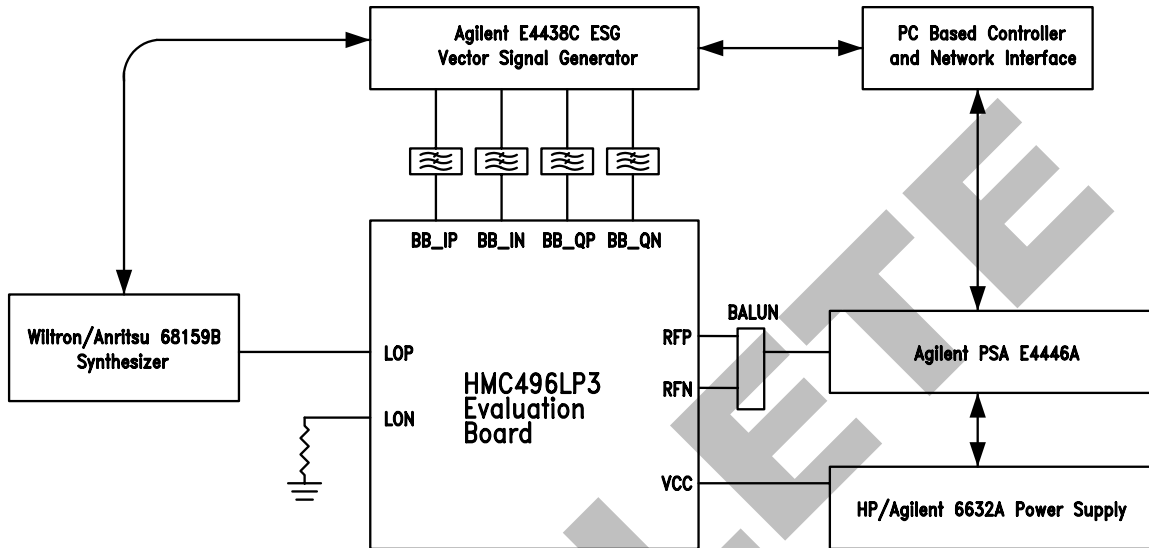 Agilent E4438C ESG
Vector Signal Generator
PC Based Controller
and Network Interface
BB_IP BB_IN BB_QP BB_QN
Wiltron/Anritsu 68159B
Synthesizer
LOP
LON
HMC496LP3
Evaluation
Board
RFP
RFN
VCC
BALUN
Agilent PSA E4446A
HP/Agilent 6632A Power Supply
LETE